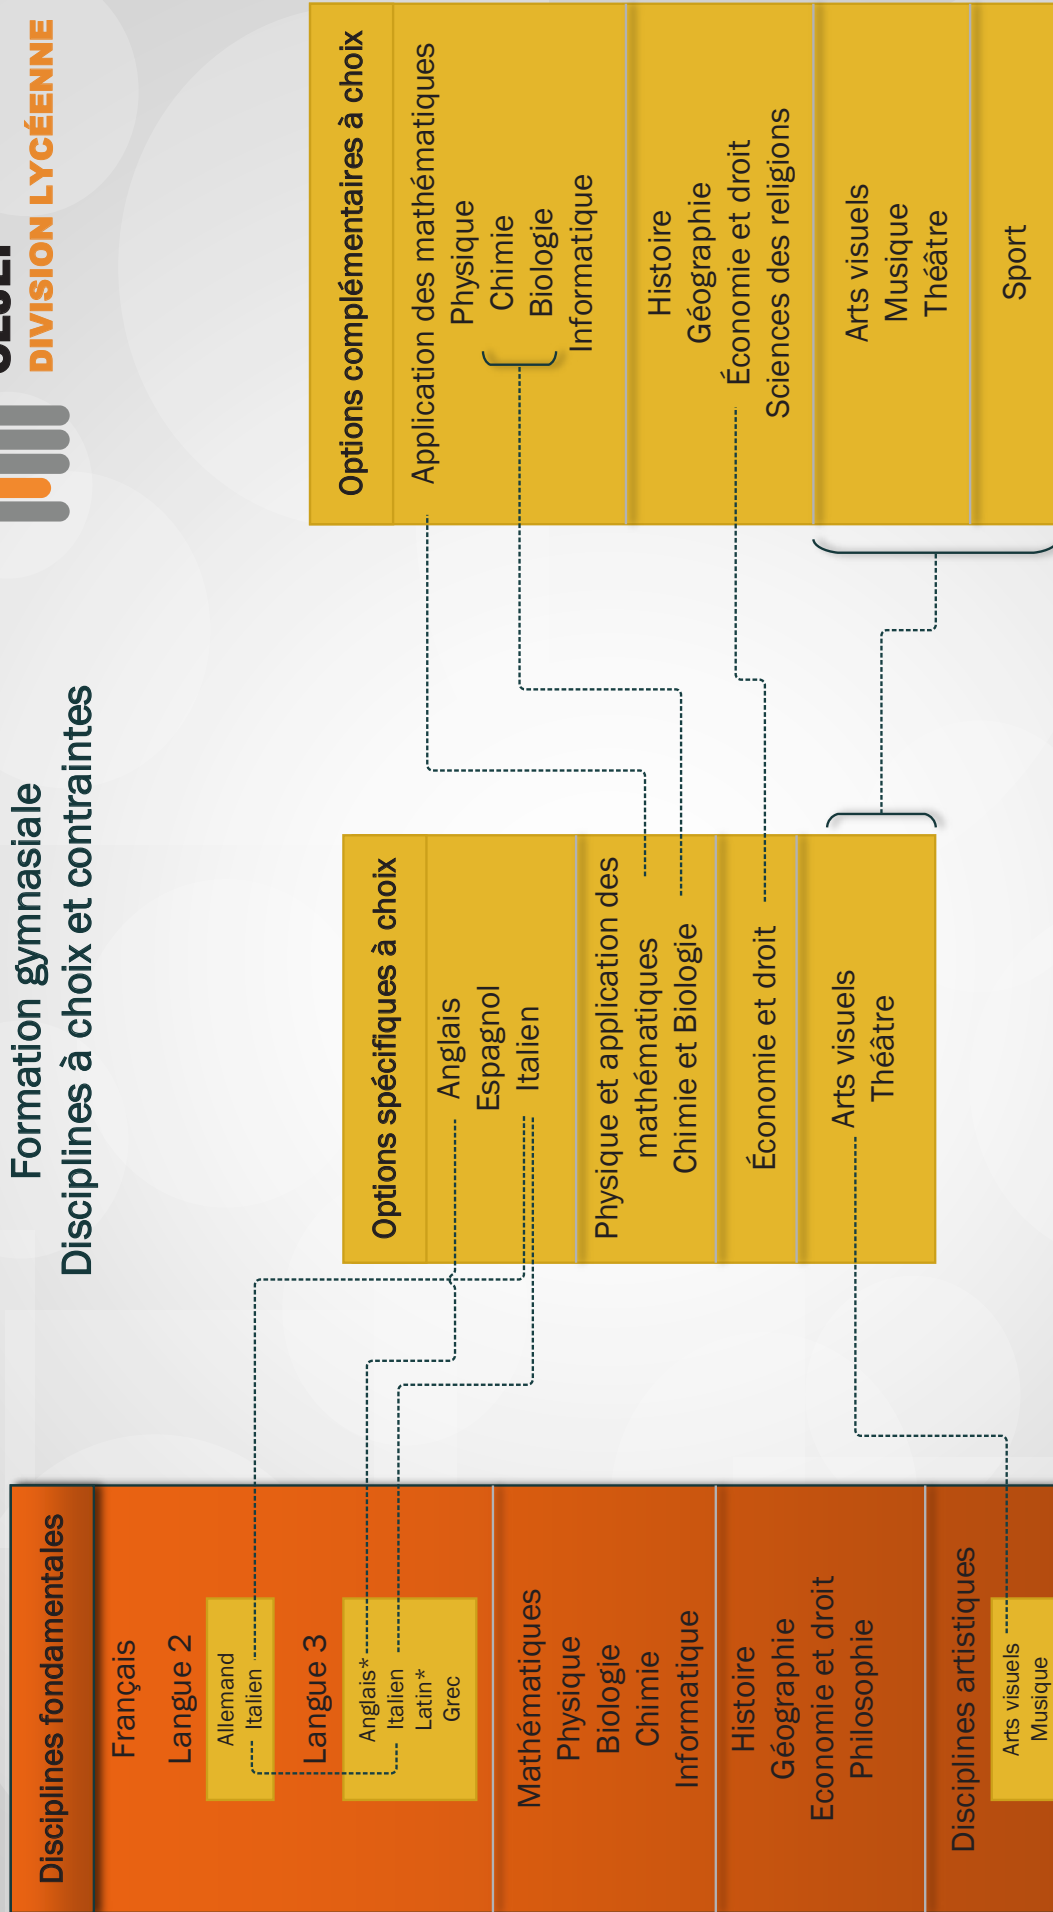 DIVISION LYCÉENNE
Formation gymnasiale
Disciplines à choix et contraintes
Disciplines fondamentales
Français
Langue 2
Allemand
Italien
Langue 3
Anglais*
Italien
Latin*
Grec
Mathématiques
Physique
Biologie
Chimie
Informatique
Histoire
Géographie
Economie et droit
Philosophie
Disciplines artistiques
Arts visuels
Musique
Options spécifiques à choix
Anglais
Espagnol
Italien
Physique et application des
mathématiques
Chimie et Biologie
Économie et droit
Arts visuels
Théâtre
Options complémentaires à choix
Application des mathématiques
Physique
Chimie
Biologie
Informatique
Histoire
Géographie
Économie et droit
Sciences des religions
Arts visuels
Musique
Théâtre
Sport